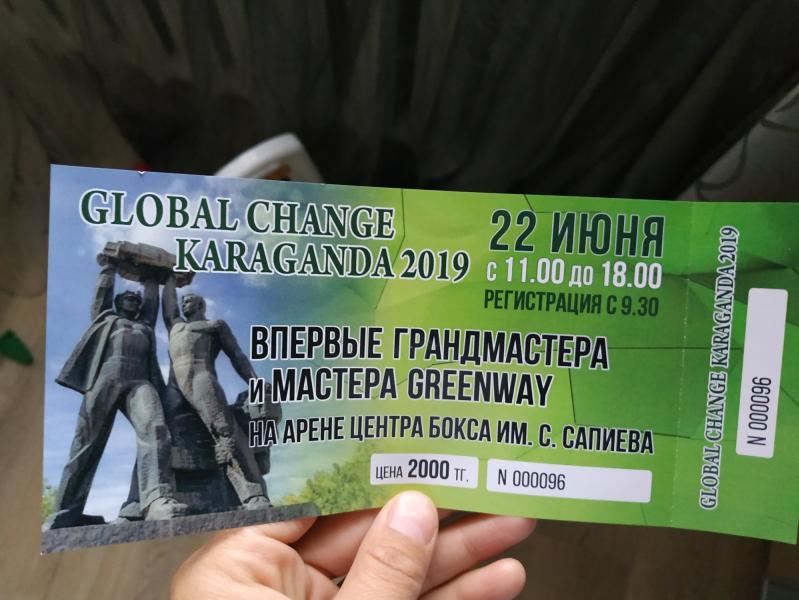 GLOBAL CHANGE
KARAGANDA 2019
22 ИЮНЯ
с 11.00 до 18.00
РЕГИСТРАЦИЯ С 9.30
ВПЕРВЫЕ ГРАНДМАСТЕРА
и МАСТЕРА GREENWAY
НА АРЕНЕ ЦЕНТРА БОКСА ИМ. С. САПИЕВА
ЦЕНА 2000 ТГ.
N 000096
GLOBAL CHANGE KARAGANDA 2019
N 000096